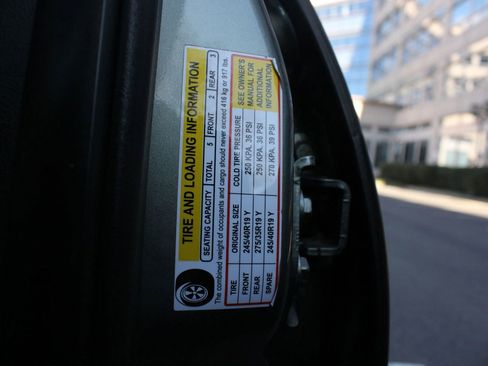 TIRE AND LOADING INFORMATION
SEATING CAPACITY TOTAL 5 FRONT 2 REAR 3
The combined weight of occupants and cargo should never exceed 416 kg or 917 lbs.
TIRE ORIGINAL SIZE COLD TIRE PRESSURE SEE OWNER'S
FRONT 245/40R19 Y 250 KPA, 36 PSI MANUAL FOR
REAR 275/35R19 Y 250 KPA, 36 PSI ADDITIONAL
SPARE 245/40R19 Y 270 KPA, 39 PSI INFORMATION